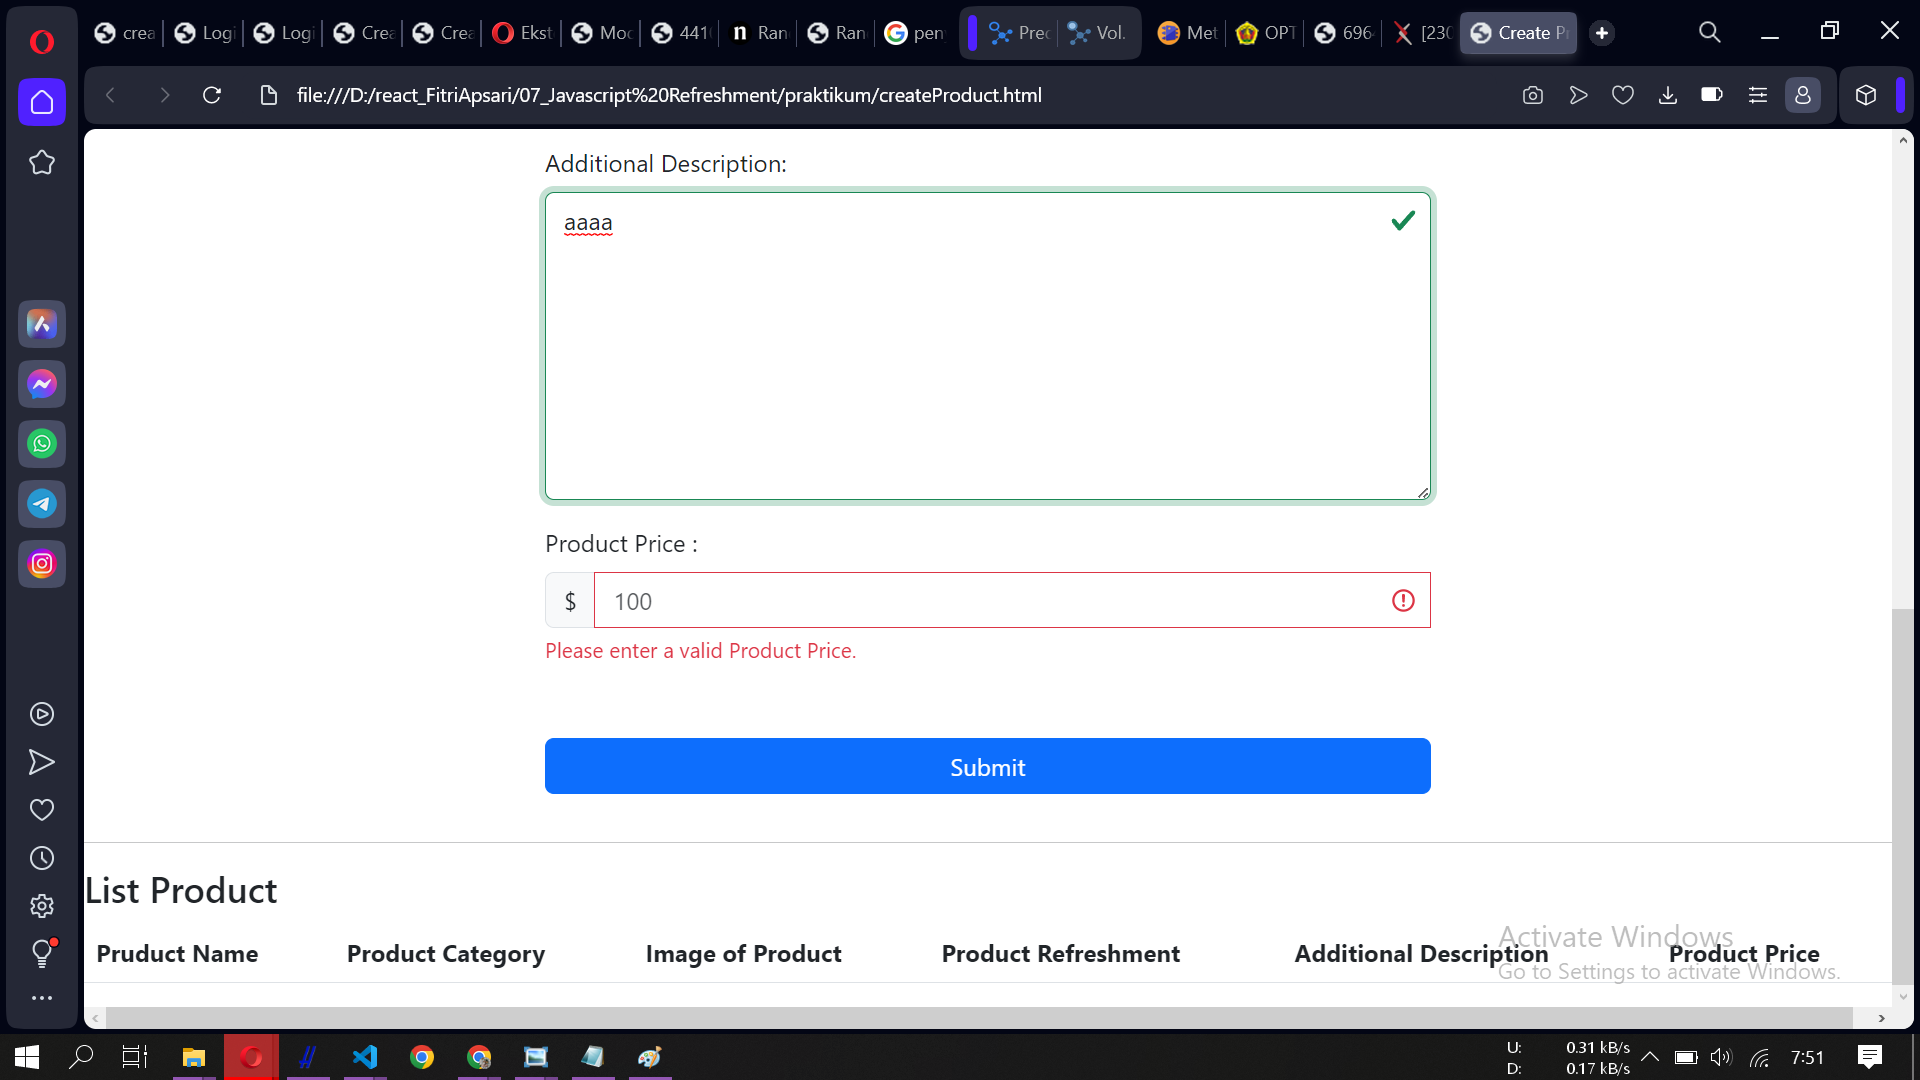 crea
Logi
Logi
Crea
Crea
Ekst
Moc
441
Ran
Ran
pen
Prec
Vol.
Met
OPT
696
[230
Create P
file:///D:/react_FitriApsari/07_Javascript%20Refreshment/praktikum/createProduct.html
Additional Description:
aaaa
Product Price :
$ 100
Please enter a valid Product Price.
Submit
List Product
Pruduct Name Product Category Image of Product Product Refreshment Additional Description Product Price
Activate Windows
Go to Settings to activate Windows.
U: 0.31 kB/s
D: 0.17 kB/s
7:51